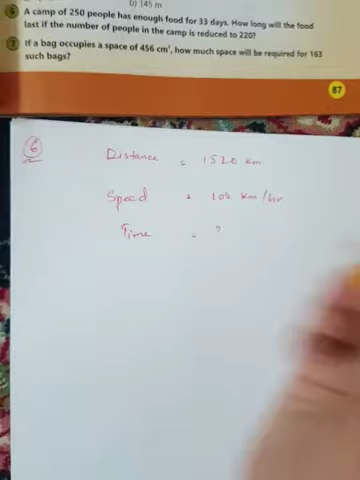 b) 145 m
6 A camp of 250 people has enough food for 33 days. How long will the food
last if the number of people in the camp is reduced to 220?
7 If a bag occupies a space of 456 cm³, how much space will be required for 163
such bags?
87
6 Distance = 1520 km
Speed = 108 km/hr
Time = ?